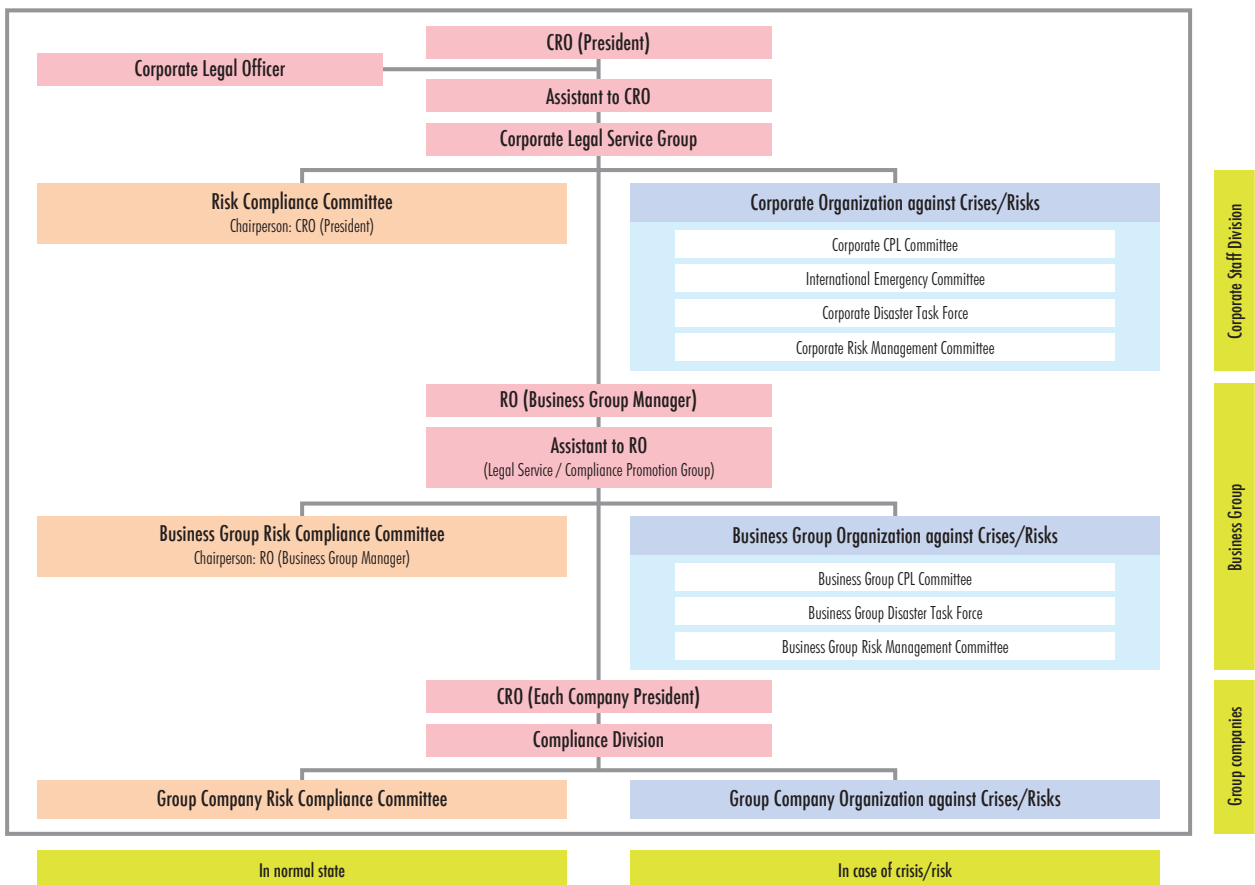 CRO (President)
Corporate Legal Officer
Assistant to CRO
Corporate Legal Service Group
Risk Compliance Committee
Chairperson: CRO (President)
Corporate Organization against Crises/Risks
Corporate CPL Committee
International Emergency Committee
Corporate Disaster Task Force
Corporate Risk Management Committee
Corporate Staff Division
RO (Business Group Manager)
Assistant to RO
(Legal Service / Compliance Promotion Group)
Business Group Risk Compliance Committee
Chairperson: RO (Business Group Manager)
Business Group Organization against Crises/Risks
Business Group CPL Committee
Business Group Disaster Task Force
Business Group Risk Management Committee
Business Group
CRO (Each Company President)
Compliance Division
Group Company Risk Compliance Committee
Group Company Organization against Crises/Risks
Group companies
In normal state
In case of crisis/risk